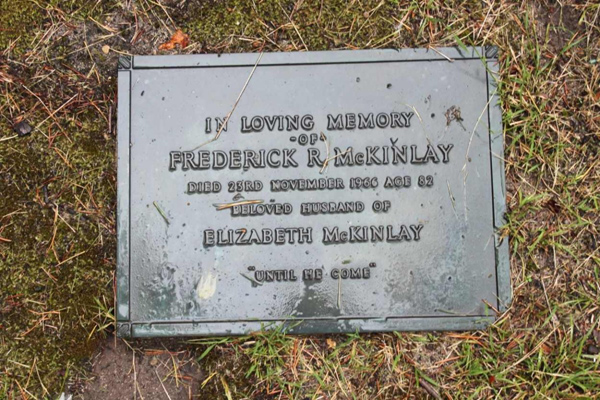 IN LOVING MEMORY
-OF-
FREDERICK R. McKINLAY
DIED 23RD NOVEMBER 1966 AGE 82
BELOVED HUSBAND OF
ELIZABETH McKINLAY
"UNTIL HE COME"